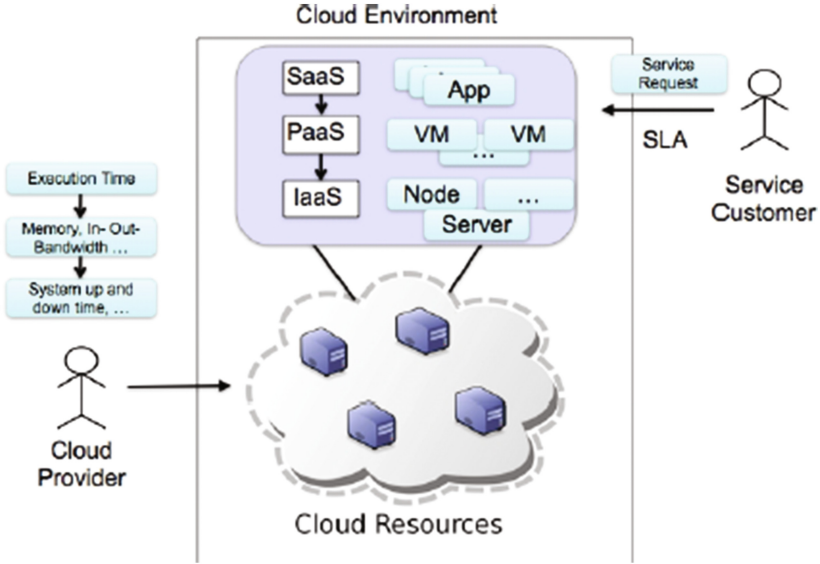 Cloud Environment
SaaS
App
PaaS
VM
VM
...
IaaS
Node
...
Server
Service
Request
SLA
Service
Customer
Execution Time
Memory, In- Out-
Bandwidth ...
System up and
down time, ...
Cloud
Provider
Cloud Resources